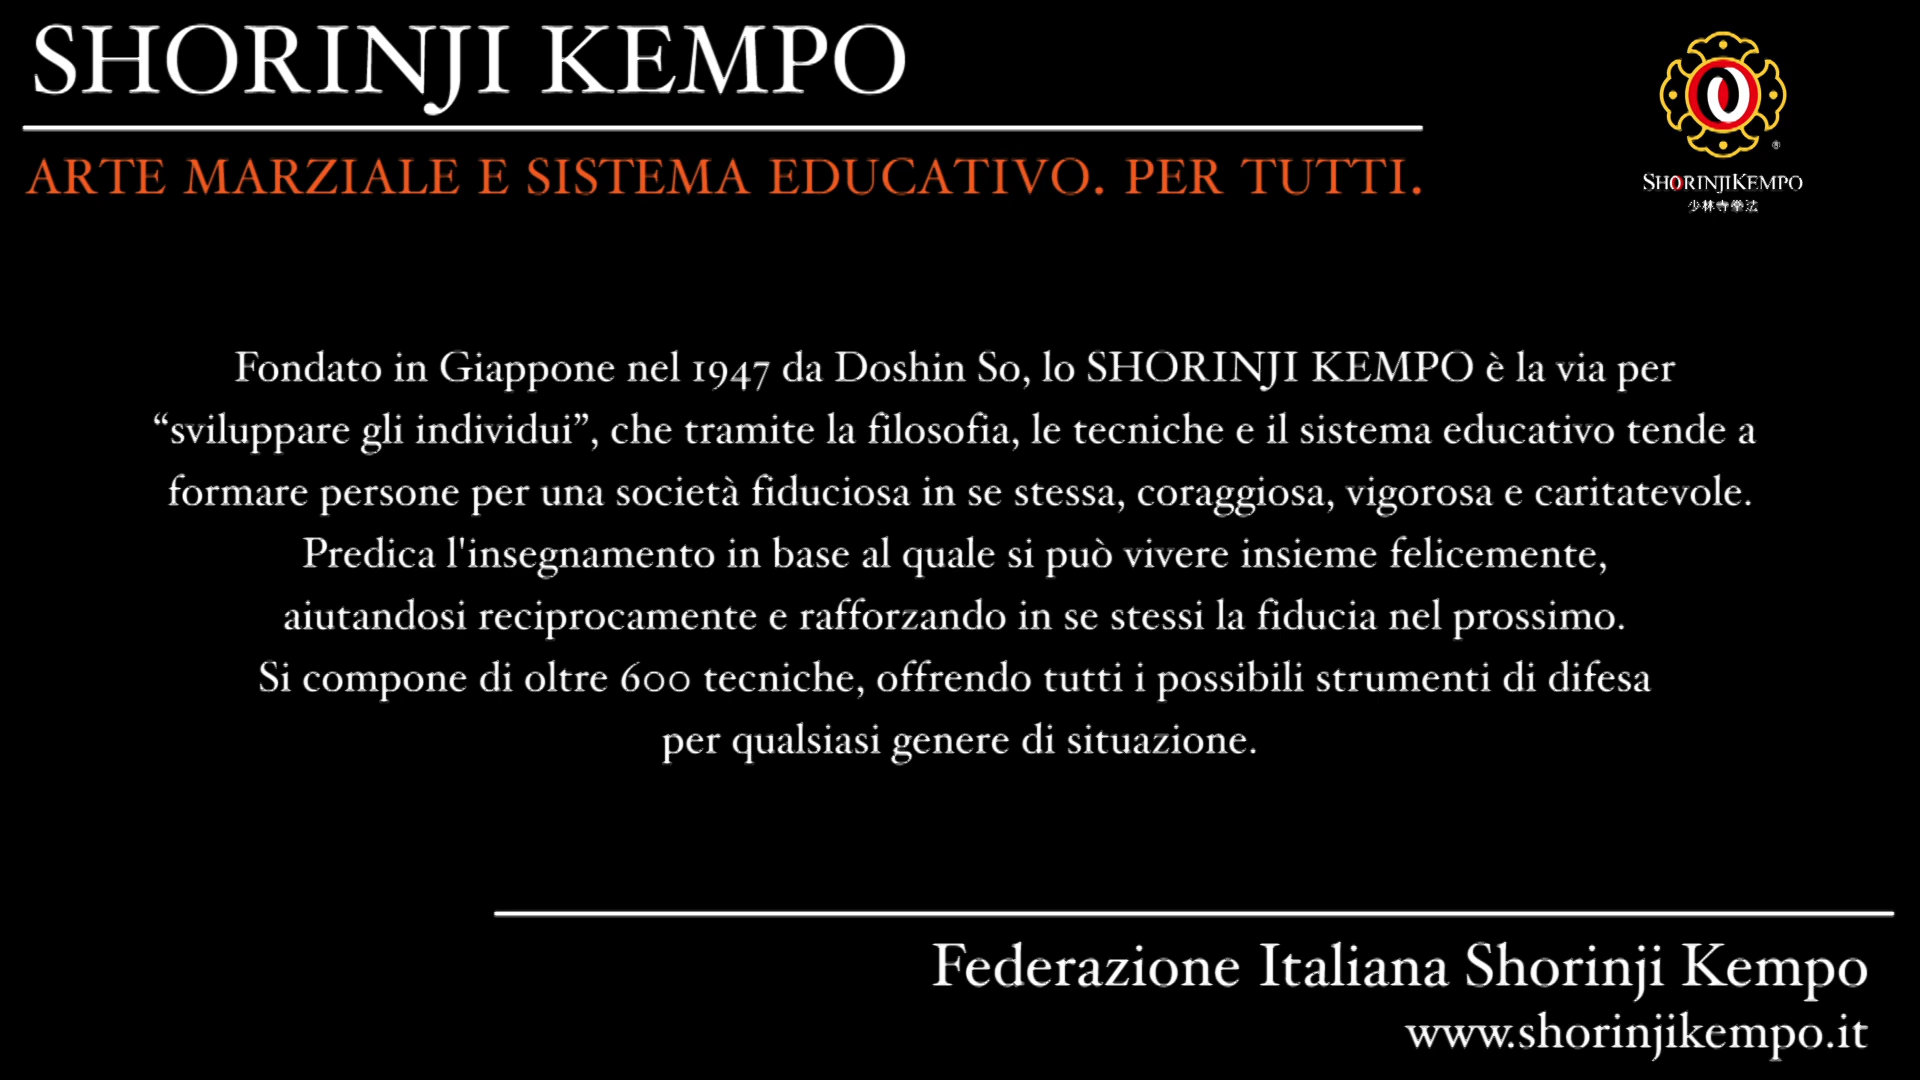 SHORINJI KEMPO
ARTE MARZIALE E SISTEMA EDUCATIVO. PER TUTTI.
®
SHORINJIKEMPO
少林寺拳法
Fondato in Giappone nel 1947 da Doshin So, lo SHORINJI KEMPO è la via per
“sviluppare gli individui”, che tramite la filosofia, le tecniche e il sistema educativo tende a
formare persone per una società fiduciosa in se stessa, coraggiosa, vigorosa e caritatevole.
Predica l'insegnamento in base al quale si può vivere insieme felicemente,
aiutandosi reciprocamente e rafforzando in se stessi la fiducia nel prossimo.
Si compone di oltre 600 tecniche, offrendo tutti i possibili strumenti di difesa
per qualsiasi genere di situazione.
Federazione Italiana Shorinji Kempo
www.shorinjikempo.it